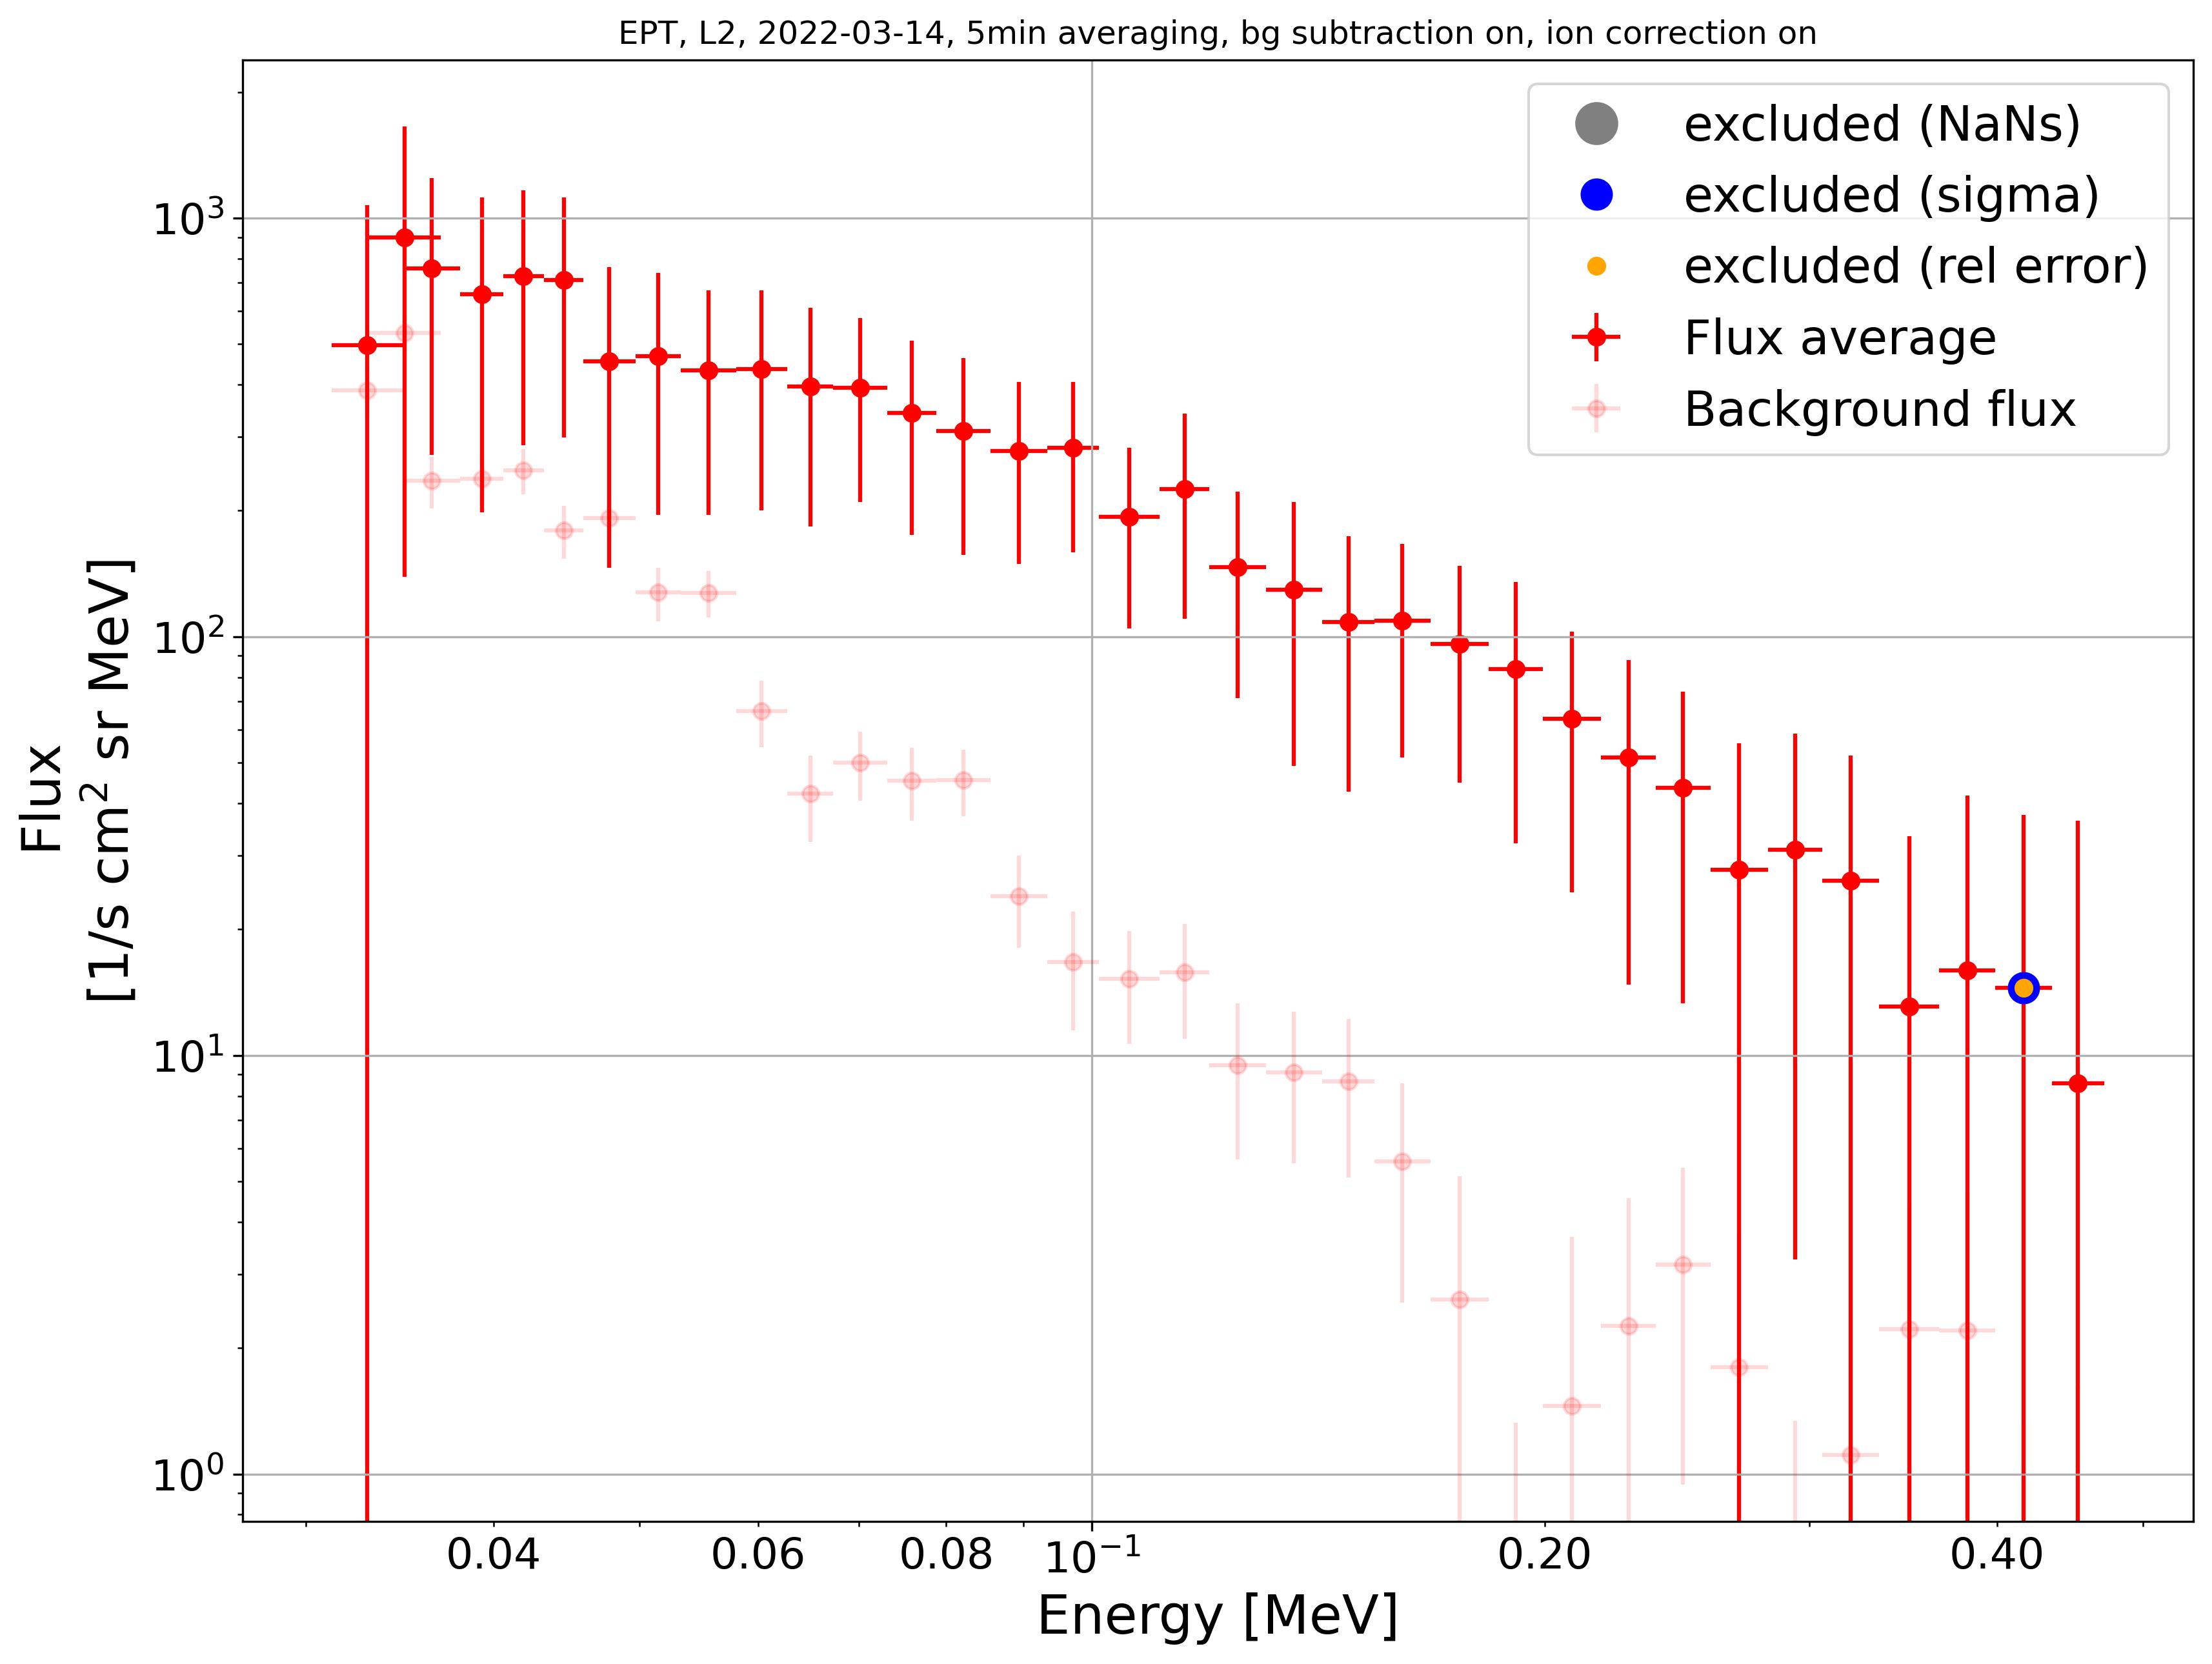 EPT, L2, 2022-03-14, 5min averaging, bg subtraction on, ion correction on
excluded (NaNs)
excluded (sigma)
excluded (rel error)
Flux average
Background flux
10³
10²
10¹
10⁰
Flux
[1/s cm² sr MeV]
0.04 0.06 0.08 10⁻¹ 0.20 0.40
Energy [MeV]